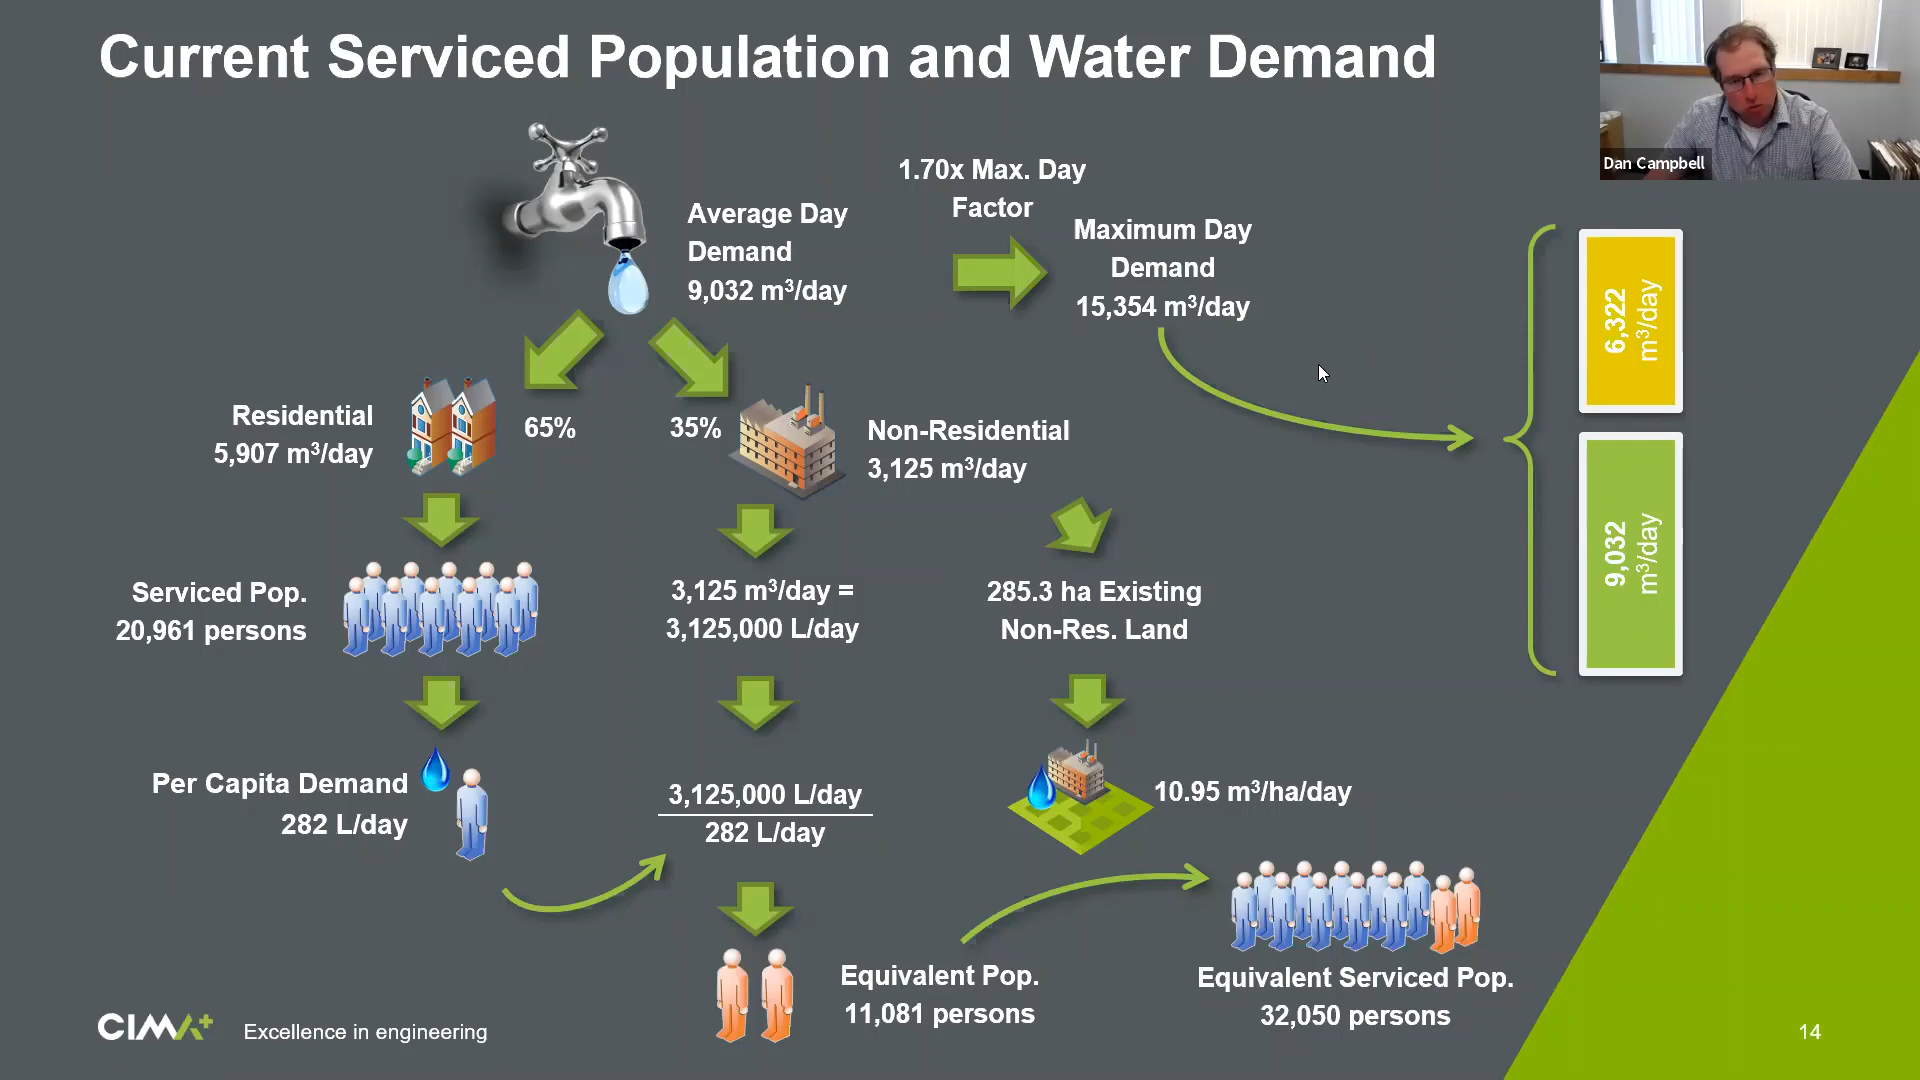 Current Serviced Population and Water Demand
Dan Campbell
1.70x Max. Day
Factor
Average Day
Demand
9,032 m³/day
Maximum Day
Demand
15,354 m³/day
6,322
m³/day
9,032
m³/day
Residential
5,907 m³/day
65%
35%
Non-Residential
3,125 m³/day
Serviced Pop.
20,961 persons
3,125 m³/day =
3,125,000 L/day
285.3 ha Existing
Non-Res. Land
Per Capita Demand
282 L/day
3,125,000 L/day
282 L/day
10.95 m³/ha/day
Equivalent Pop.
11,081 persons
Equivalent Serviced Pop.
32,050 persons
CIMA+
Excellence in engineering
14